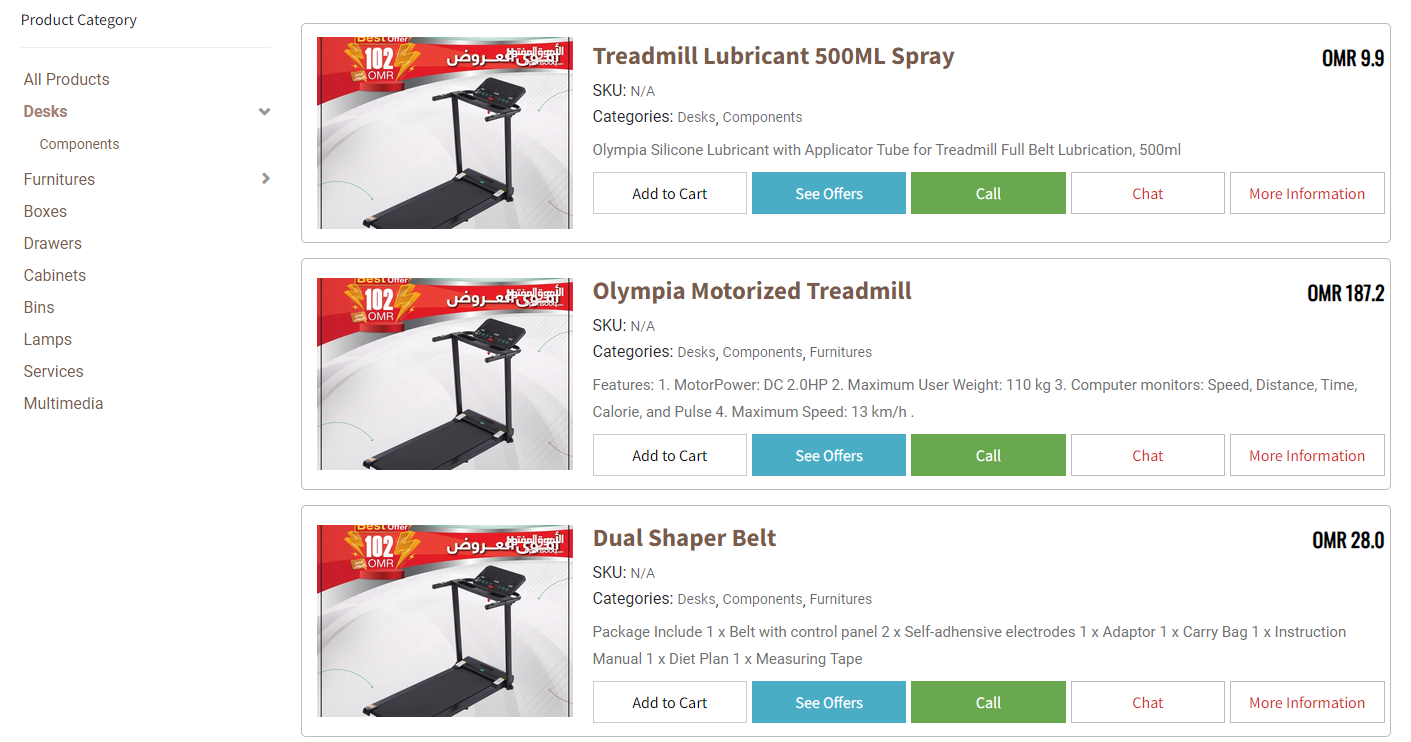 Product Category
All Products
Desks
Components
Furnitures
Boxes
Drawers
Cabinets
Bins
Lamps
Services
Multimedia
Best Offer
102
OMR
Treadmill Lubricant 500ML Spray
OMR 9.9
SKU: N/A
Categories: Desks, Components
Olympia Silicone Lubricant with Applicator Tube for Treadmill Full Belt Lubrication, 500ml
Add to Cart
See Offers
Call
Chat
More Information
Best Offer
102
OMR
Olympia Motorized Treadmill
OMR 187.2
SKU: N/A
Categories: Desks, Components, Furnitures
Features: 1. MotorPower: DC 2.0HP 2. Maximum User Weight: 110 kg 3. Computer monitors: Speed, Distance, Time,
Calorie, and Pulse 4. Maximum Speed: 13 km/h .
Add to Cart
See Offers
Call
Chat
More Information
Best Offer
102
OMR
Dual Shaper Belt
OMR 28.0
SKU: N/A
Categories: Desks, Components, Furnitures
Package Include 1 x Belt with control panel 2 x Self-adhensive electrodes 1 x Adaptor 1 x Carry Bag 1 x Instruction
Manual 1 x Diet Plan 1 x Measuring Tape
Add to Cart
See Offers
Call
Chat
More Information